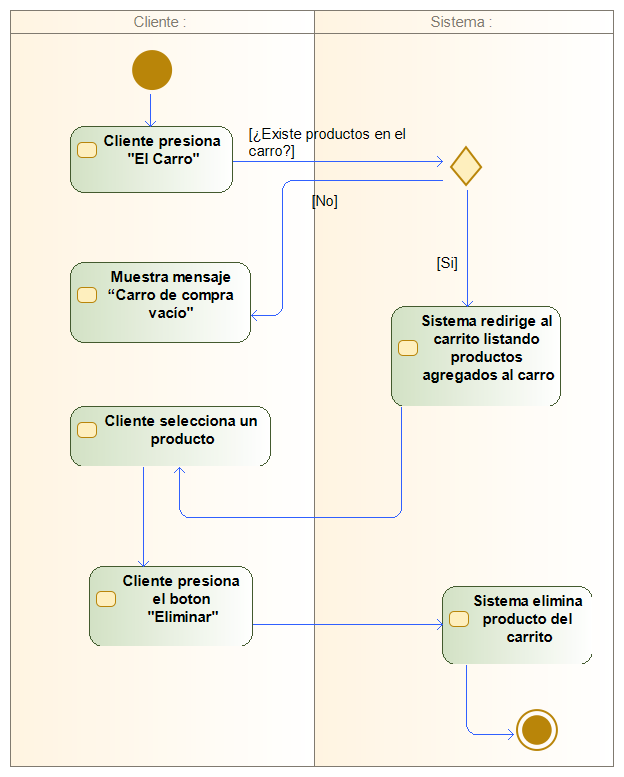 Cliente :
Sistema :
Cliente presiona
"El Carro"
[¿Existe productos en el
carro?]
[No]
Muestra mensaje
“Carro de compra
vacío"
[Si]
Sistema redirige al
carrito listando
productos
agregados al carro
Cliente selecciona un
producto
Cliente presiona
el boton
"Eliminar"
Sistema elimina
producto del
carrito